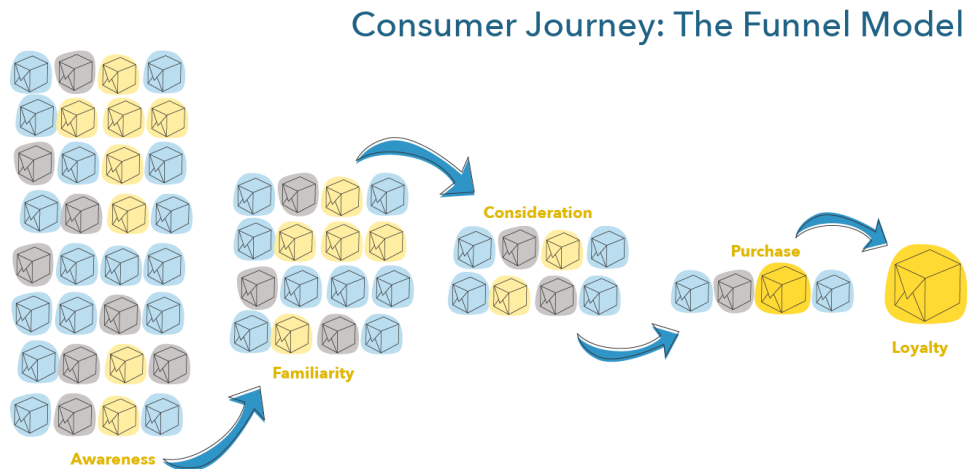 Consumer Journey: The Funnel Model
Awareness
Familiarity
Consideration
Purchase
Loyalty